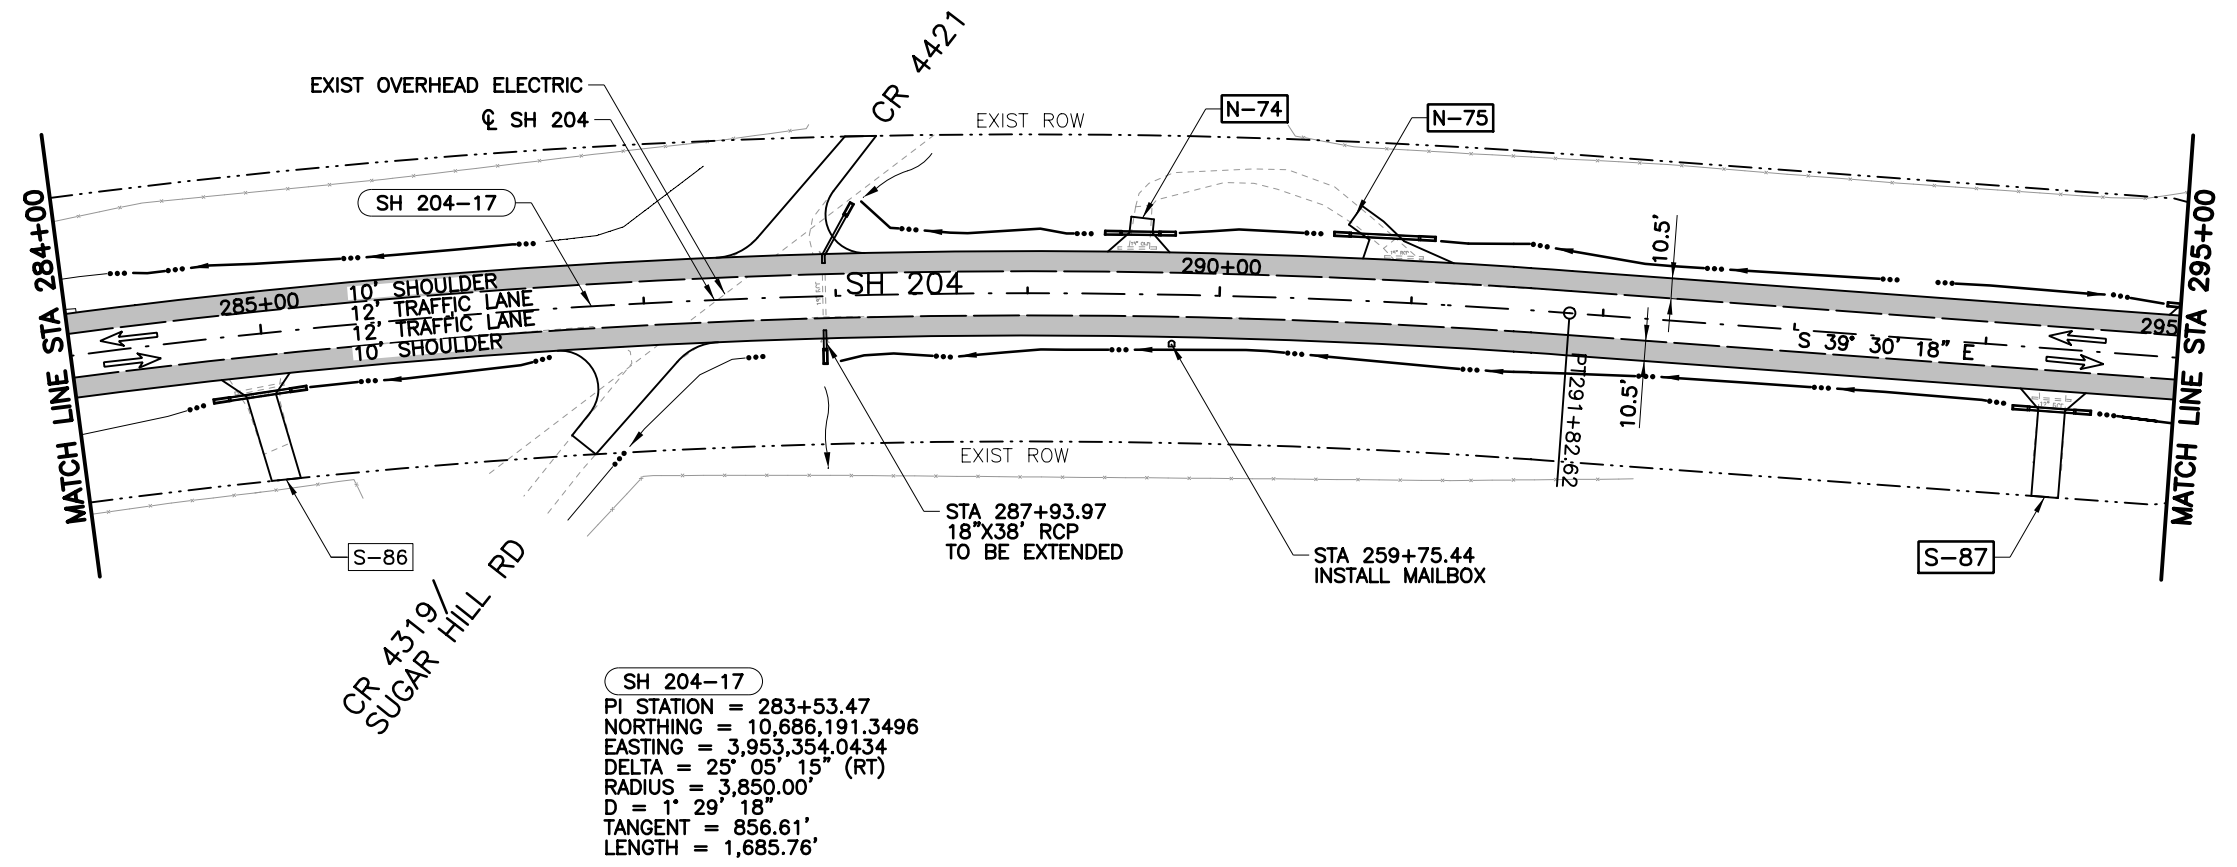 CR 4421
EXIST OVERHEAD ELECTRIC
℄ SH 204
EXIST ROW
N-74
N-75
SH 204-17
MATCH LINE STA 284+00
MATCH LINE STA 295+00
10.5'
285+00
10' SHOULDER
12' TRAFFIC LANE
12' TRAFFIC LANE
10' SHOULDER
SH 204
290+00
295
S 39° 30' 18" E
PT291+82.62
10.5'
EXIST ROW
STA 287+93.97
18"X38' RCP
TO BE EXTENDED
STA 259+75.44
INSTALL MAILBOX
S-86
S-87
CR 4319/
SUGAR HILL RD
SH 204-17
PI STATION = 283+53.47
NORTHING = 10,686,191.3496
EASTING = 3,953,354.0434
DELTA = 25° 05' 15" (RT)
RADIUS = 3,850.00'
D = 1° 29' 18"
TANGENT = 856.61'
LENGTH = 1,685.76'